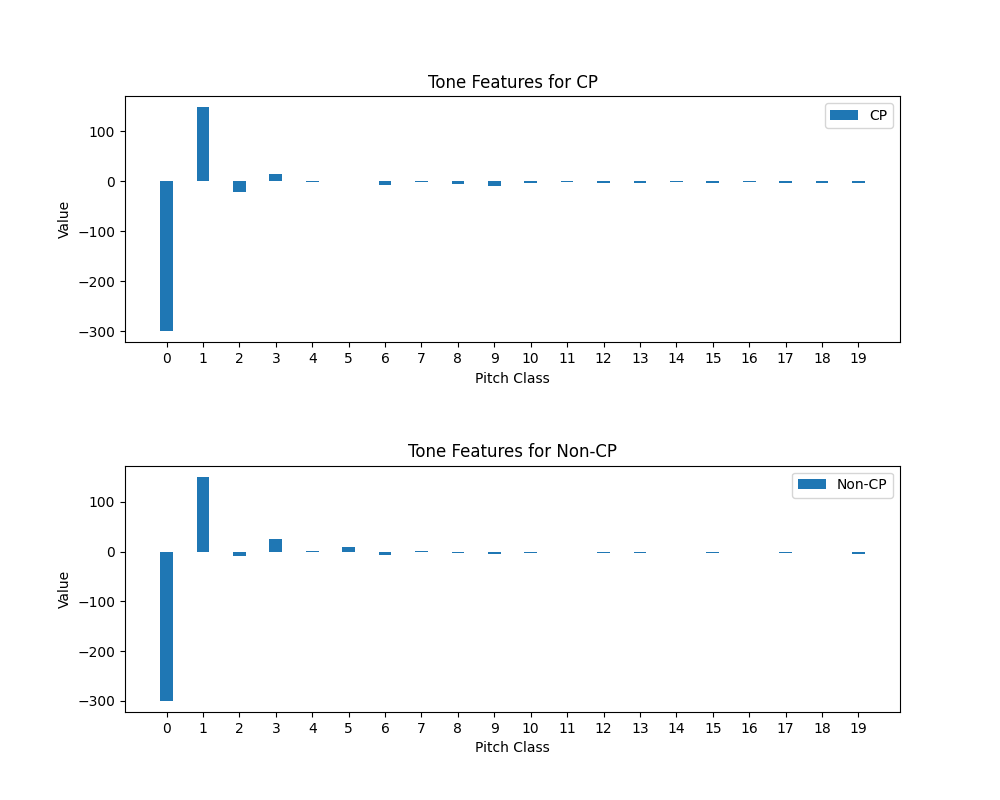 Tone Features for CP
CP
100
0
−100
−200
−300
Value
0 1 2 3 4 5 6 7 8 9 10 11 12 13 14 15 16 17 18 19
Pitch Class
Tone Features for Non-CP
Non-CP
100
0
−100
−200
−300
Value
0 1 2 3 4 5 6 7 8 9 10 11 12 13 14 15 16 17 18 19
Pitch Class